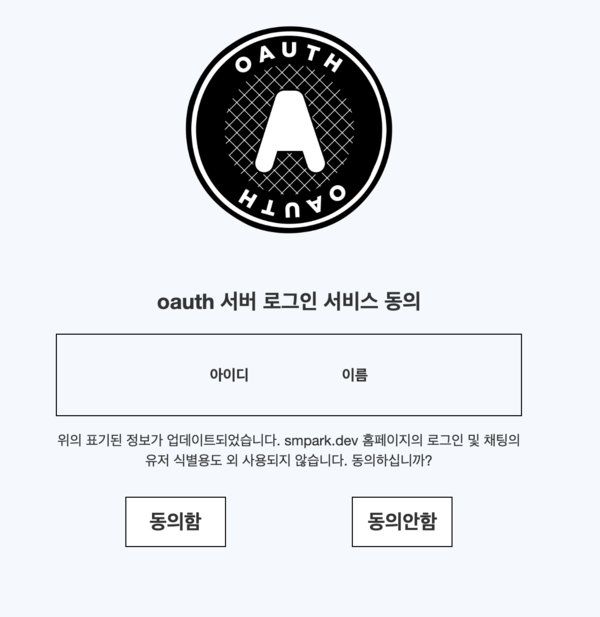 OAUTH
OAUTH
oauth 서버 로그인 서비스 동의
아이디 이름
위의 표기된 정보가 업데이트되었습니다. smpark.dev 홈페이지의 로그인 및 채팅의
유저 식별용도 외 사용되지 않습니다. 동의하십니까?
동의함 동의안함